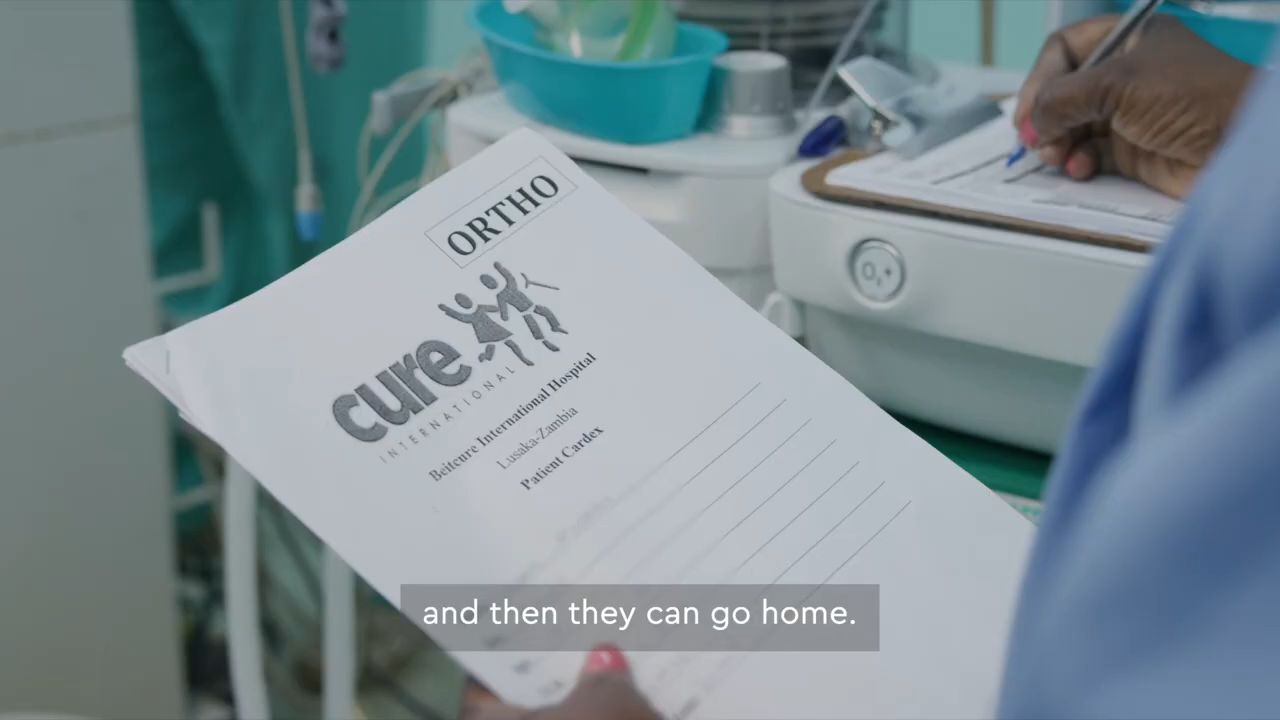 ORTHO
cure
INTERNATIONAL
Beitcure International Hospital
Lusaka-Zambia
Patient Cardex
and then they can go home.